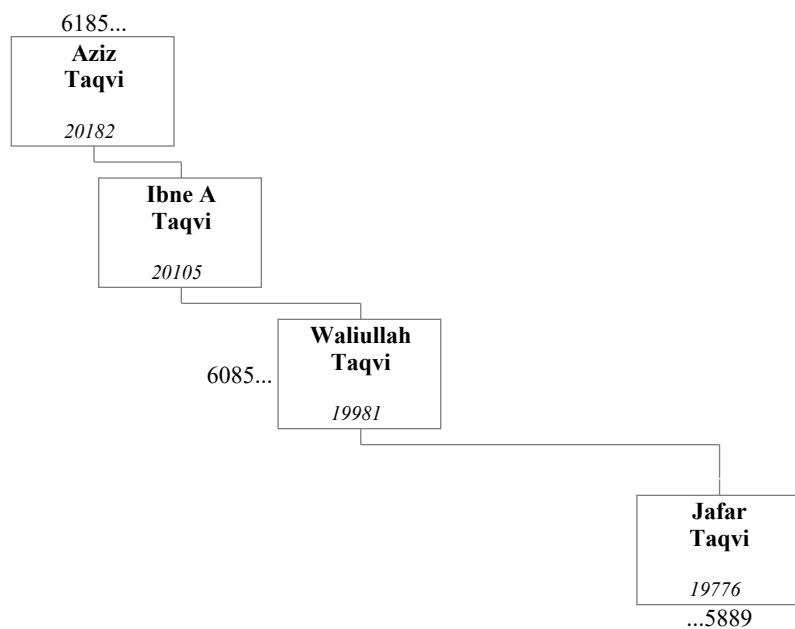 6185...
Aziz
Taqvi
20182
Ibne A
Taqvi
20105
Waliullah
Taqvi
6085...
19981
Jafar
Taqvi
19776
...5889